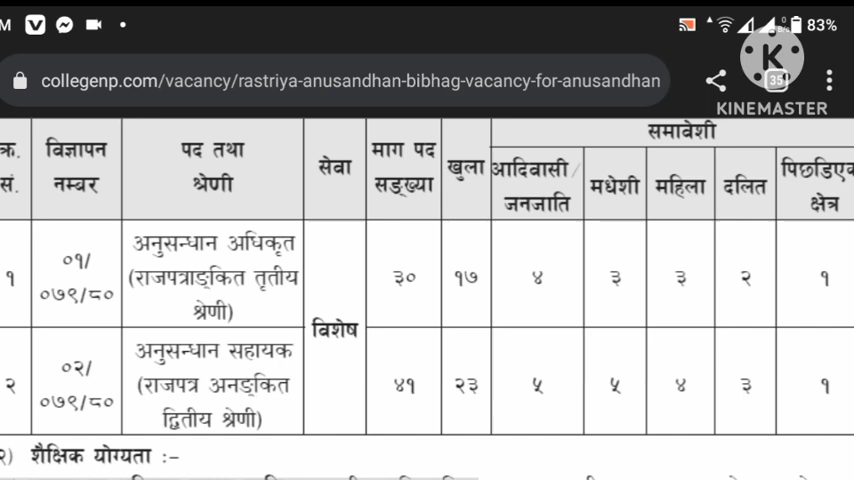 M V 83%
collegenp.com/vacancy/rastriya-anusandhan-bibhag-vacancy-for-anusandhan
35
K
KINEMASTER
क्र. सं. विज्ञापन नम्बर पद तथा श्रेणी सेवा माग पद सङ्ख्या खुला समावेशी
आदिवासी/ जनजाति मधेशी महिला दलित क्षेत्र
१ ०१/ ०७९/८० अनुसन्धान अधिकृत (राजपत्राङ्कित तृतीय श्रेणी) विशेष ३० १७ ४ ३ ३ २ १
२ ०२/ ०७९/८० अनुसन्धान सहायक (राजपत्र अनङ्कित द्वितीय श्रेणी) ४१ २३ ५ ५ ४ ३ १
२) शैक्षिक योग्यता :-